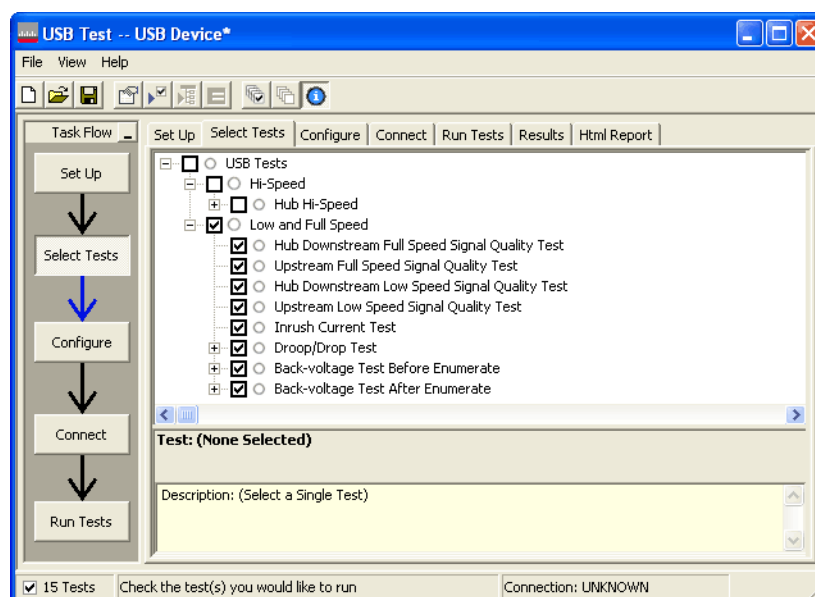 USB Test -- USB Device*
File View Help
Task Flow
Set Up Select Tests Configure Connect Run Tests Results Html Report
Set Up
Select Tests
Configure
Connect
Run Tests
USB Tests
Hi-Speed
Hub Hi-Speed
Low and Full Speed
Hub Downstream Full Speed Signal Quality Test
Upstream Full Speed Signal Quality Test
Hub Downstream Low Speed Signal Quality Test
Upstream Low Speed Signal Quality Test
Inrush Current Test
Droop/Drop Test
Back-voltage Test Before Enumerate
Back-voltage Test After Enumerate
Test: (None Selected)
Description: (Select a Single Test)
15 Tests Check the test(s) you would like to run Connection: UNKNOWN